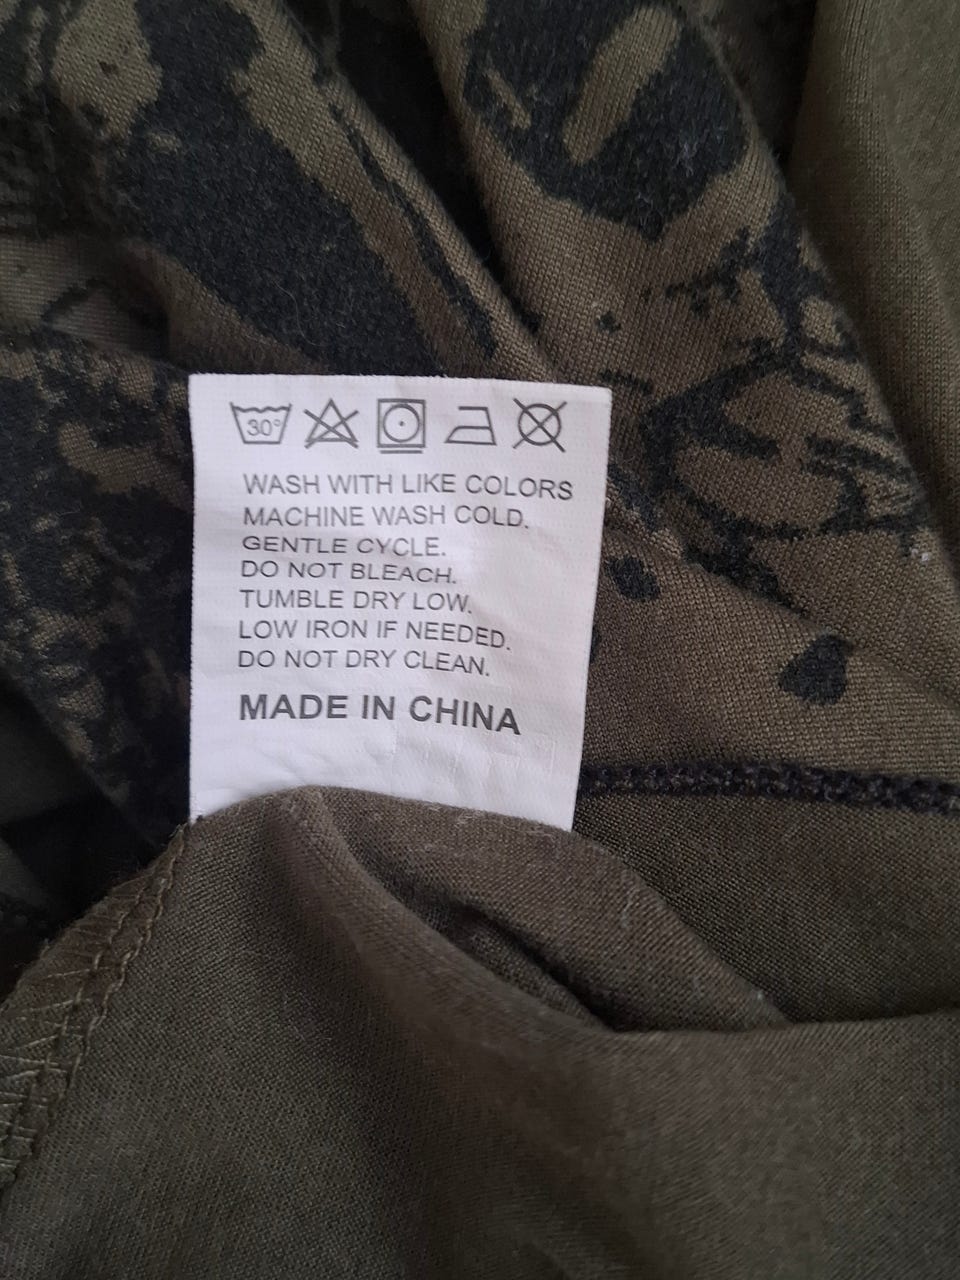 30°
WASH WITH LIKE COLORS
MACHINE WASH COLD.
GENTLE CYCLE.
DO NOT BLEACH.
TUMBLE DRY LOW.
LOW IRON IF NEEDED.
DO NOT DRY CLEAN.
MADE IN CHINA